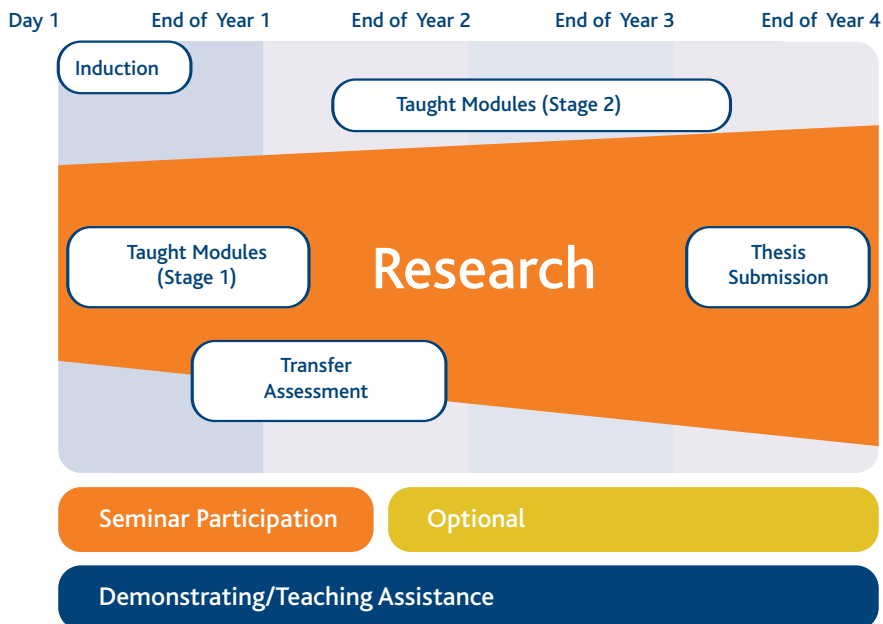 Day 1 End of Year 1 End of Year 2 End of Year 3 End of Year 4
Induction
Taught Modules (Stage 2)
Taught Modules
(Stage 1)
Research
Thesis
Submission
Transfer
Assessment
Seminar Participation
Optional
Demonstrating/Teaching Assistance